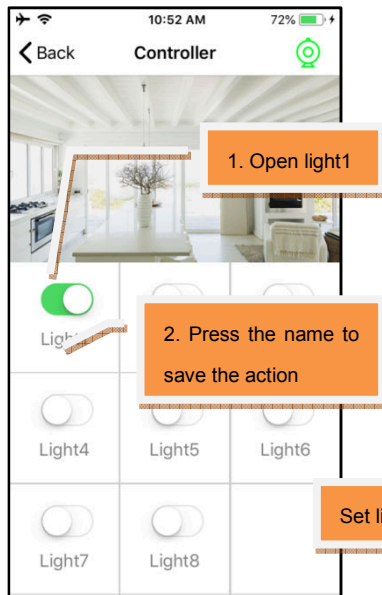 10:52 AM
72%
Back
Controller
1. Open light1
2. Press the name to
save the action
Light4
Light5
Light6
Set
Light7
Light8